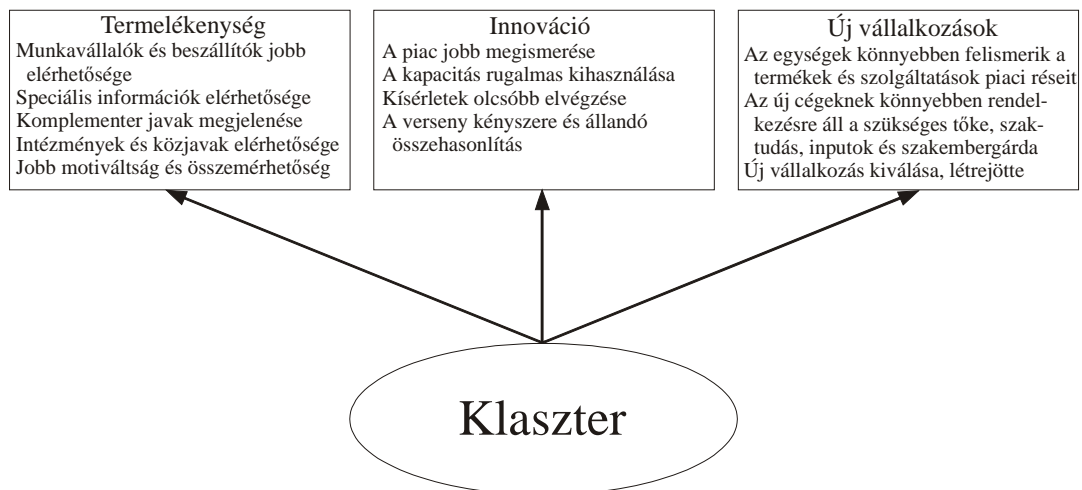 Termelékenység
Munkavállalók és beszállítók jobb
elérhetősége
Speciális információk elérhetősége
Komplementer javak megjelenése
Intézmények és közjavak elérhetősége
Jobb motiváltság és összemérhetőség
Innováció
A piac jobb megismerése
A kapacitás rugalmas kihasználása
Kísérletek olcsóbb elvégzése
A verseny kényszere és állandó
összehasonlítás
Új vállalkozások
Az egységek könnyebben felismerik a
termékek és szolgáltatások piaci réseit
Az új cégeknek könnyebben rendel-
kezésre áll a szükséges tőke, szak-
tudás, inputok és szakembergárda
Új vállalkozás kiválása, létrejötte
Klaszter